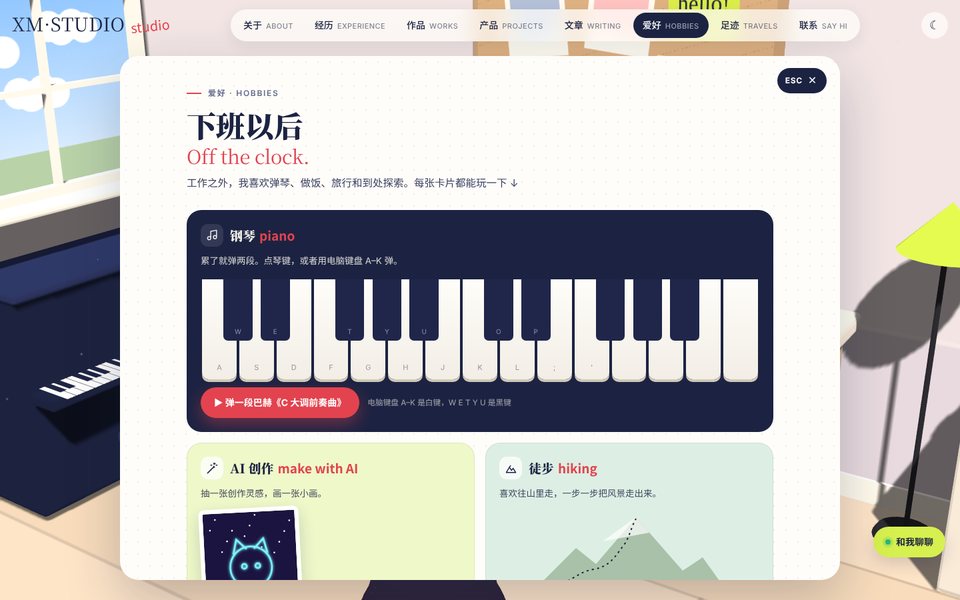 XM·STUDIO studio
关于 ABOUT 经历 EXPERIENCE 作品 WORKS 产品 PROJECTS 文章 WRITING 爱好 HOBBIES 足迹 TRAVELS 联系 SAY HI
hello!
ESC ✕
爱好 · HOBBIES
下班以后
Off the clock.
工作之外，我喜欢弹琴、做饭、旅行和到处探索。每张卡片都能玩一下 ↓
钢琴 piano
累了就弹两段。点琴键，或者用电脑键盘 A–K 弹。
W E T Y U O P
A S D F G H J K L ; '
▶ 弹一段巴赫《C 大调前奏曲》
电脑键盘 A–K 是白键，W E T Y U 是黑键
AI 创作 make with AI
抽一张创作灵感，画一张小画。
徒步 hiking
喜欢往山里走，一步一步把风景走出来。
和我聊聊